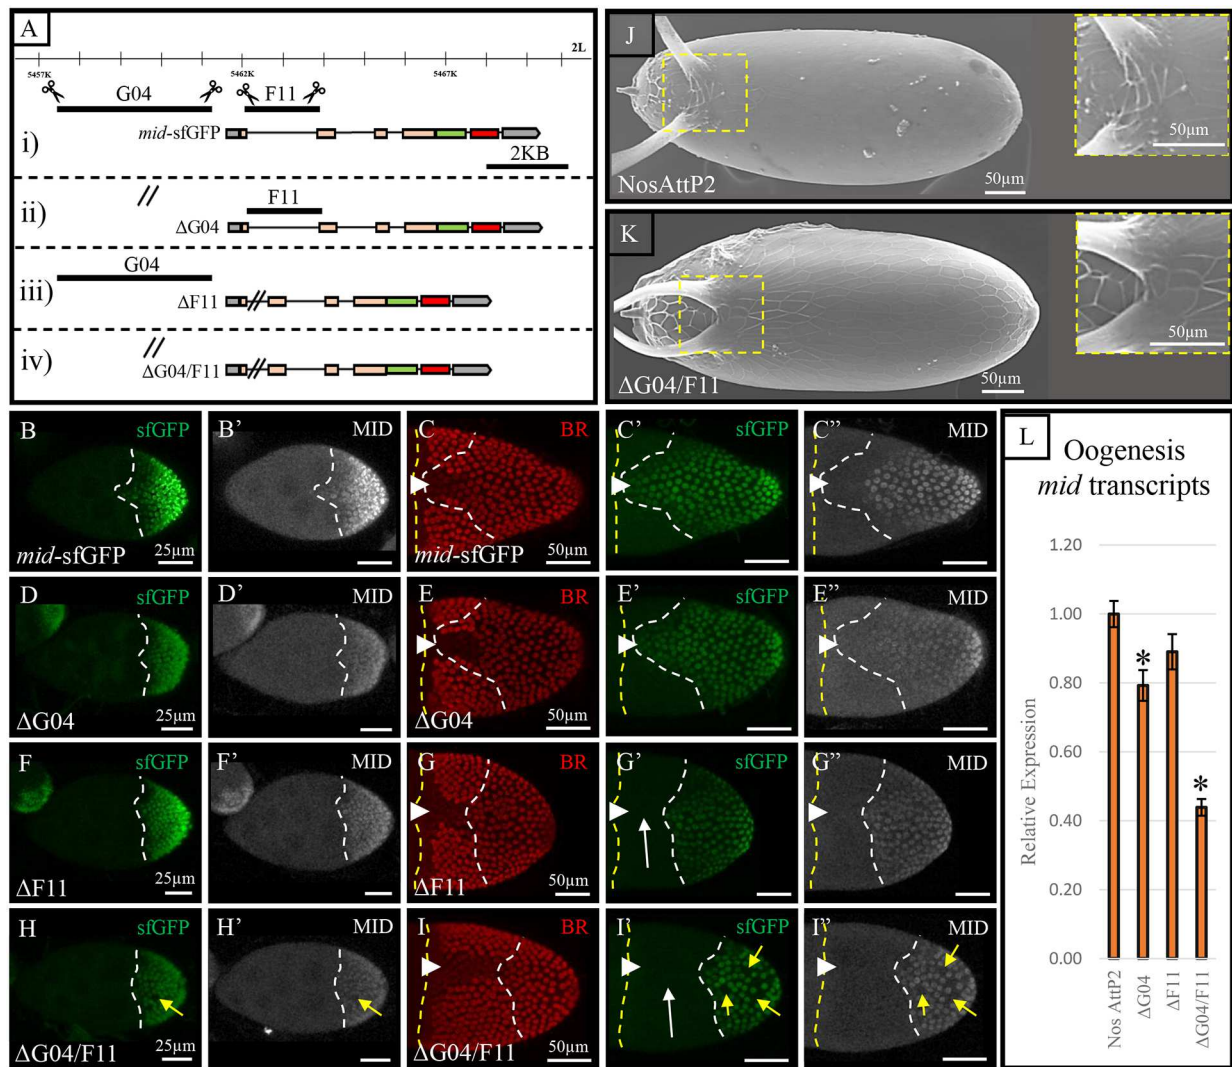 A
2L
5457K
5462K
5467K
G04
F11
mid-sfGFP
i)
2KB
F11
ii)
ΔG04
G04
iii)
ΔF11
iv)
ΔG04/F11
J
50µm
NosAttP2
50µm
K
50µm
ΔG04/F11
50µm
B
sfGFP
mid-sfGFP
25µm
B’
MID
C
BR
mid-sfGFP
50µm
C’
sfGFP
C”
MID
D
sfGFP
ΔG04
25µm
D’
MID
E
BR
ΔG04
50µm
E’
sfGFP
E”
MID
F
sfGFP
ΔF11
25µm
F’
MID
G
BR
ΔF11
50µm
G’
sfGFP
G”
MID
H
sfGFP
ΔG04/F11
25µm
H’
MID
I
BR
ΔG04/F11
50µm
I’
sfGFP
I”
MID
L
Oogenesis
mid transcripts
Relative Expression
1.20
1.00
0.80
0.60
0.40
0.20
0.00
*
*
Nos AttP2
ΔG04
ΔF11
ΔG04/F11